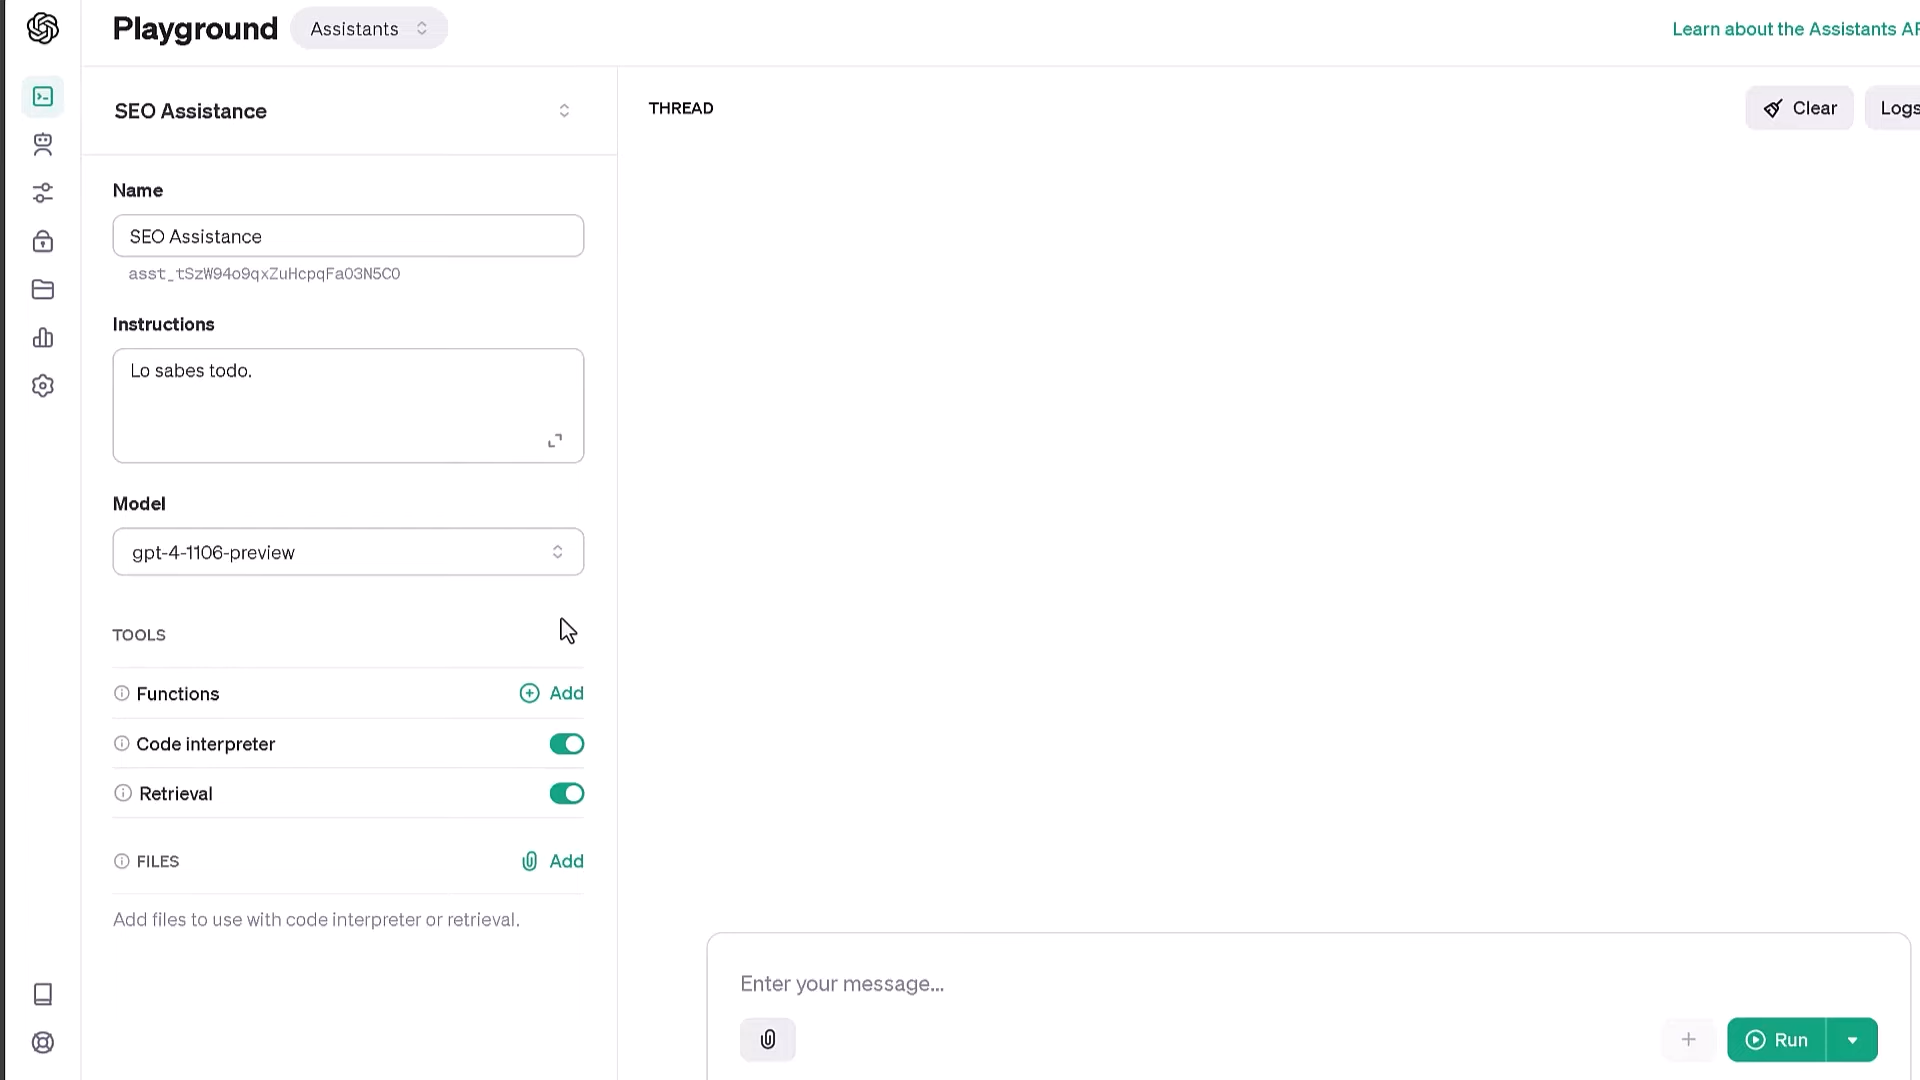 Playground
Assistants
Learn about the Assistants AP
SEO Assistance
THREAD
Clear
Logs
Name
SEO Assistance
asst_tSzW94o9qxZuHcpqFa03N5C0
Instructions
Lo sabes todo.
Model
gpt-4-1106-preview
TOOLS
Functions
Add
Code interpreter
Retrieval
FILES
Add
Add files to use with code interpreter or retrieval.
Enter your message...
Run